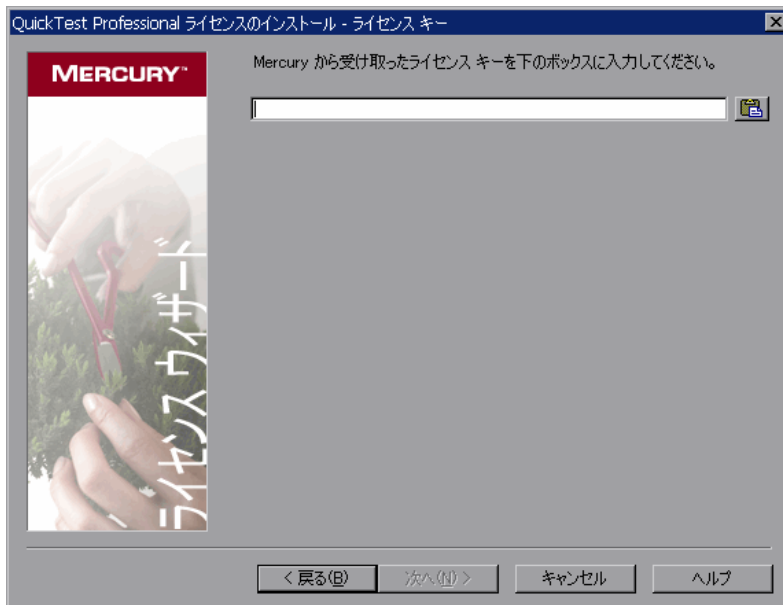 QuickTest Professional ライセンスのインストール - ライセンス キー
MERCURY™
Mercury から受け取ったライセンス キーを下のボックスに入力してください。
ライセンス ウィザード
< 戻る(B)
次へ(N) >
キャンセル
ヘルプ